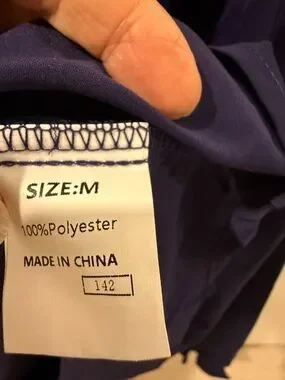 SIZE:M
100%Polyester
MADE IN CHINA
142